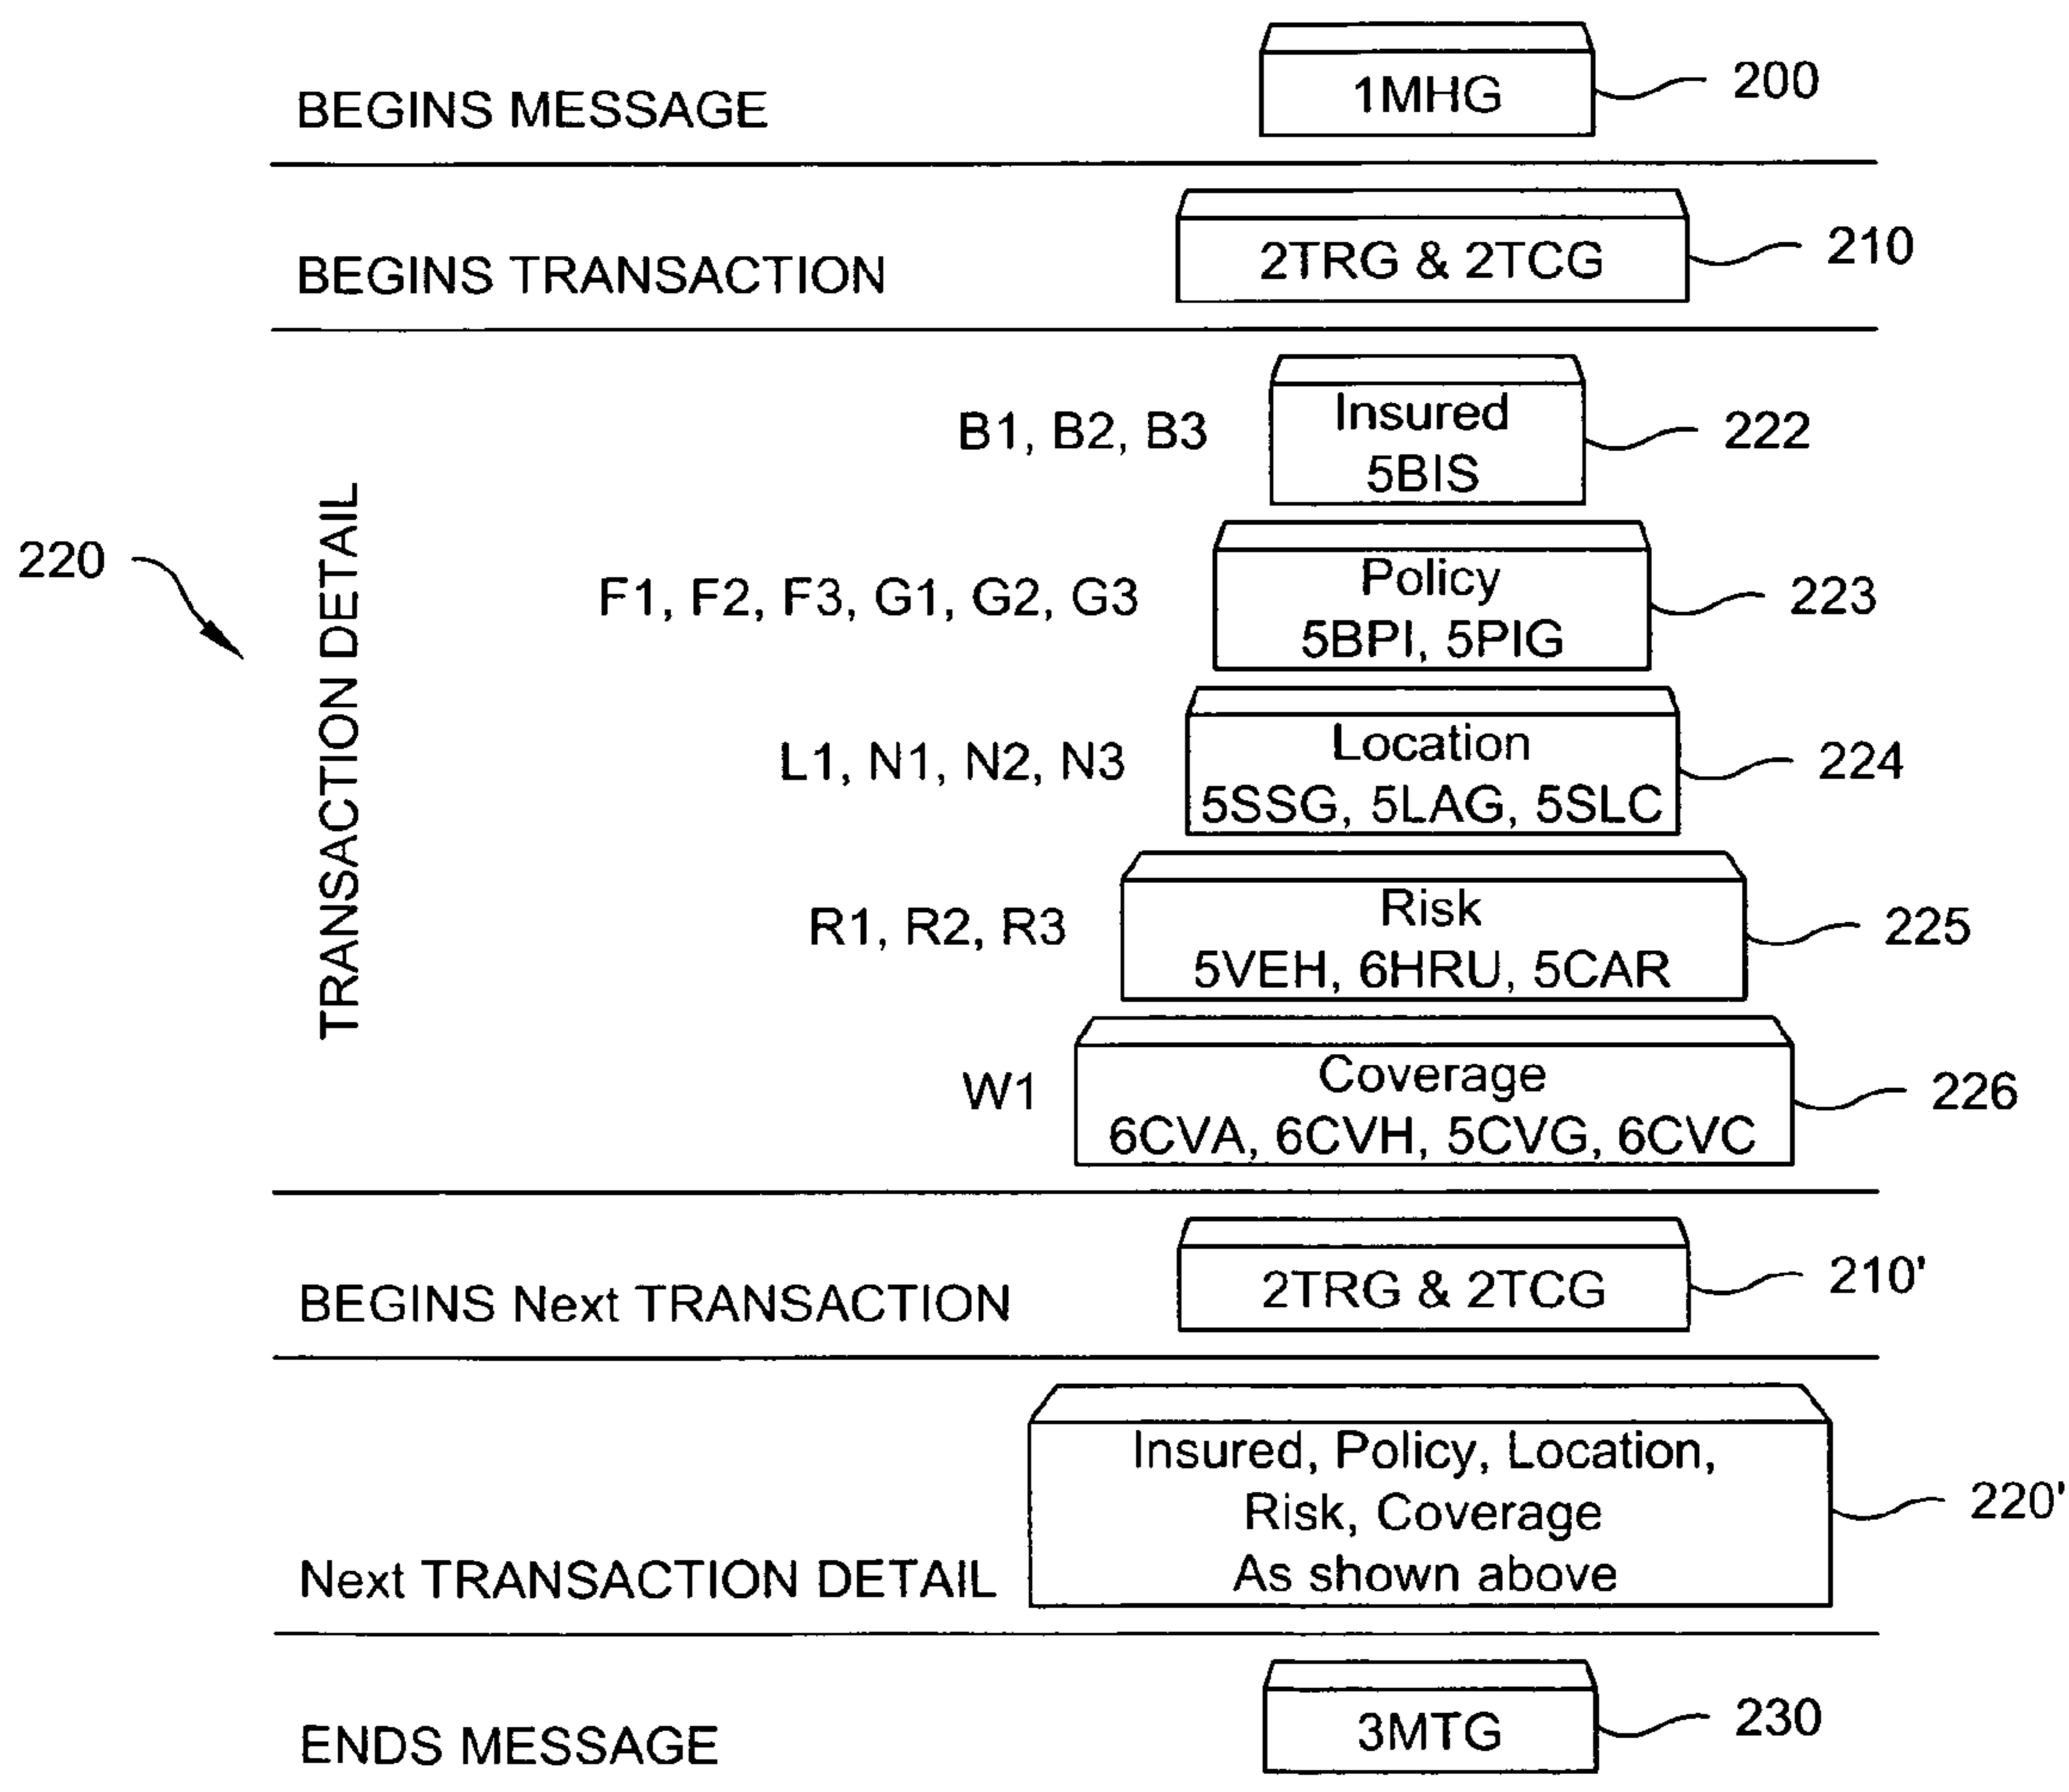 BEGINS MESSAGE
1MHG
200
BEGINS TRANSACTION
2TRG & 2TCG
210
220
TRANSACTION DETAIL
B1, B2, B3
Insured
5BIS
222
F1, F2, F3, G1, G2, G3
Policy
5BPI, 5PIG
223
L1, N1, N2, N3
Location
5SSG, 5LAG, 5SLC
224
R1, R2, R3
Risk
5VEH, 6HRU, 5CAR
225
W1
Coverage
6CVA, 6CVH, 5CVG, 6CVC
226
BEGINS Next TRANSACTION
2TRG & 2TCG
210'
Next TRANSACTION DETAIL
Insured, Policy, Location,
Risk, Coverage
As shown above
220'
ENDS MESSAGE
3MTG
230